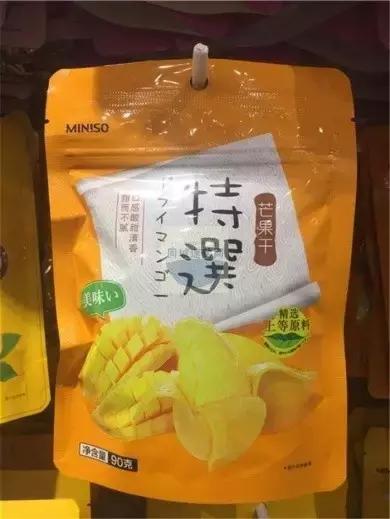 MINISO
芒果干
特選
ドライマンゴー
口感酸甜清香
甜而不腻
美味い
精选
上等原料
净含量 90克